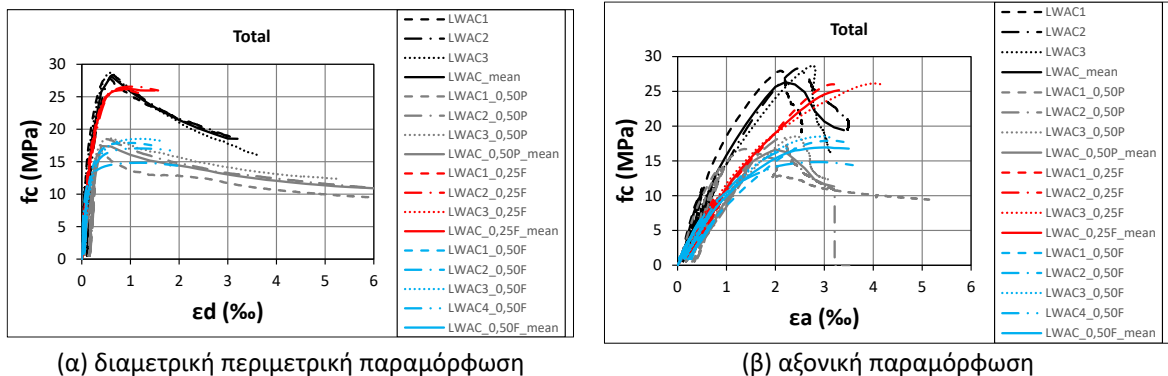 Total
fc (MPa)
30
25
20
15
10
5
0
0 1 2 3 4 5 6
εd (‰)
LWAC1
LWAC2
LWAC3
LWAC_mean
LWAC1_0,50P
LWAC2_0,50P
LWAC3_0,50P
LWAC_0,50P_mean
LWAC1_0,25F
LWAC2_0,25F
LWAC3_0,25F
LWAC_0,25F_mean
LWAC1_0,50F
LWAC2_0,50F
LWAC3_0,50F
LWAC4_0,50F
LWAC_0,50F_mean
(α) διαμετρική περιμετρική παραμόρφωση
Total
fc (MPa)
30
25
20
15
10
5
0
0 1 2 3 4 5 6
εa (‰)
LWAC1
LWAC2
LWAC3
LWAC_mean
LWAC1_0,50P
LWAC2_0,50P
LWAC3_0,50P
LWAC_0,50P_mean
LWAC1_0,25F
LWAC2_0,25F
LWAC3_0,25F
LWAC_0,25F_mean
LWAC1_0,50F
LWAC2_0,50F
LWAC3_0,50F
LWAC4_0,50F
LWAC_0,50F_mean
(β) αξονική παραμόρφωση